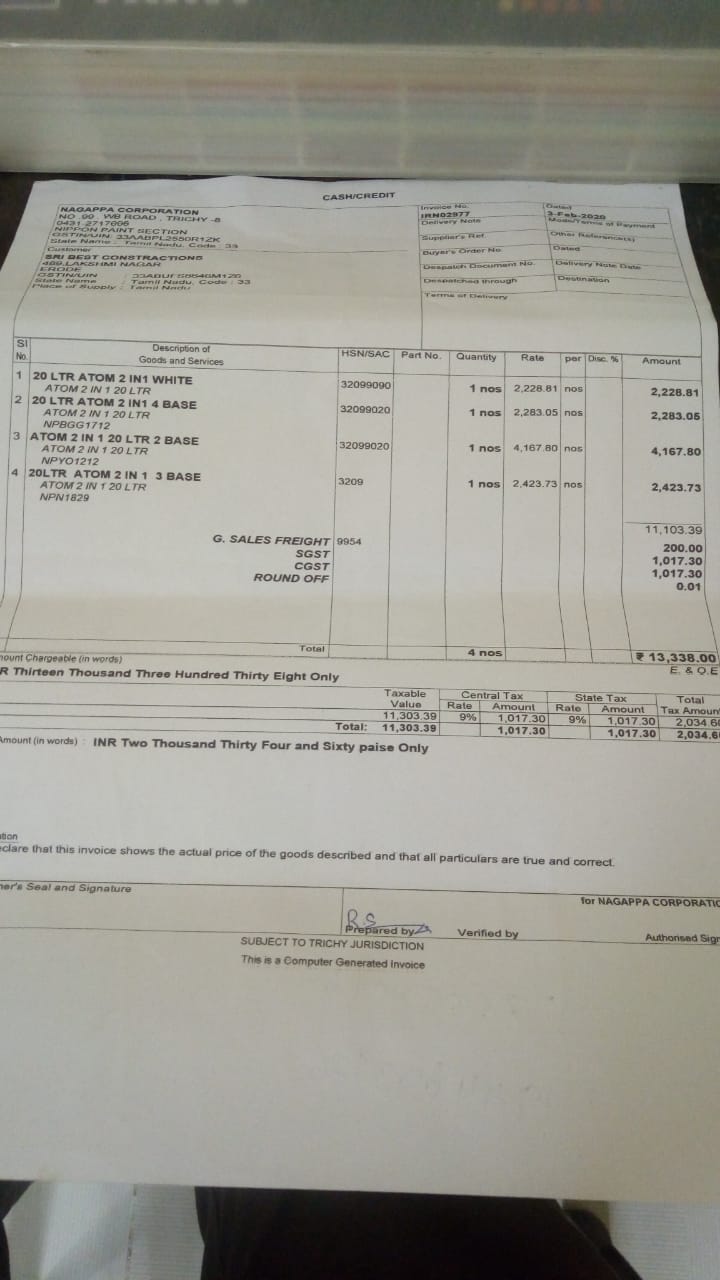 CASH/CREDIT
NAGAPPA CORPORATION
NO .90 , WB ROAD , TRICHY -8
0431-2717006
NIPPON PAINT SECTION
GSTIN/UIN: 33AABPL2550R1ZK
State Name : Tamil Nadu, Code : 33
Customer
SRI BEST CONSTRUCTIONS
LAKSHMI NAGAR
ERODE
GSTIN/UIN :
State Name : Tamil Nadu, Code : 33
Place of Supply : Tamil Nadu
Invoice No. Dated
IRN02977 3-Feb-2020
Delivery Note Mode/Terms of Payment
Supplier's Ref. Other Reference(s)
Buyer's Order No. Dated
Despatch Document No. Delivery Note Date
Despatched through Destination
Terms of Delivery
Sl No. Description of Goods and Services HSN/SAC Part No. Quantity Rate per Disc. % Amount
1 20 LTR ATOM 2 IN1 WHITE 32099090 1 nos 2,228.81 nos 2,228.81
ATOM 2 IN 1 20 LTR
2 20 LTR ATOM 2 IN1 4 BASE 32099020 1 nos 2,283.05 nos 2,283.05
ATOM 2 IN 1 20 LTR
NPBGG1712
3 ATOM 2 IN 1 20 LTR 2 BASE 32099020 1 nos 4,167.80 nos 4,167.80
ATOM 2 IN 1 20 LTR
NPYO1212
4 20LTR ATOM 2 IN 1 3 BASE 3209 1 nos 2,423.73 nos 2,423.73
ATOM 2 IN 1 20 LTR
NPN1829
11,103.39
G. SALES FREIGHT 9954 200.00
SGST 1,017.30
CGST 1,017.30
ROUND OFF 0.01
Total 4 nos ₹ 13,338.00
mount Chargeable (in words) E. & O.E
R Thirteen Thousand Three Hundred Thirty Eight Only
Taxable Value Central Tax State Tax Total
Rate Amount Rate Amount Tax Amoun
11,303.39 9% 1,017.30 9% 1,017.30 2,034.60
Total: 11,303.39 1,017.30 1,017.30 2,034.6
Amount (in words) : INR Two Thousand Thirty Four and Sixty paise Only
ation
eclare that this invoice shows the actual price of the goods described and that all particulars are true and correct.
mer's Seal and Signature
for NAGAPPA CORPORATIO
R.S
Prepared by Verified by Authorised Sign
SUBJECT TO TRICHY JURISDICTION
This is a Computer Generated Invoice